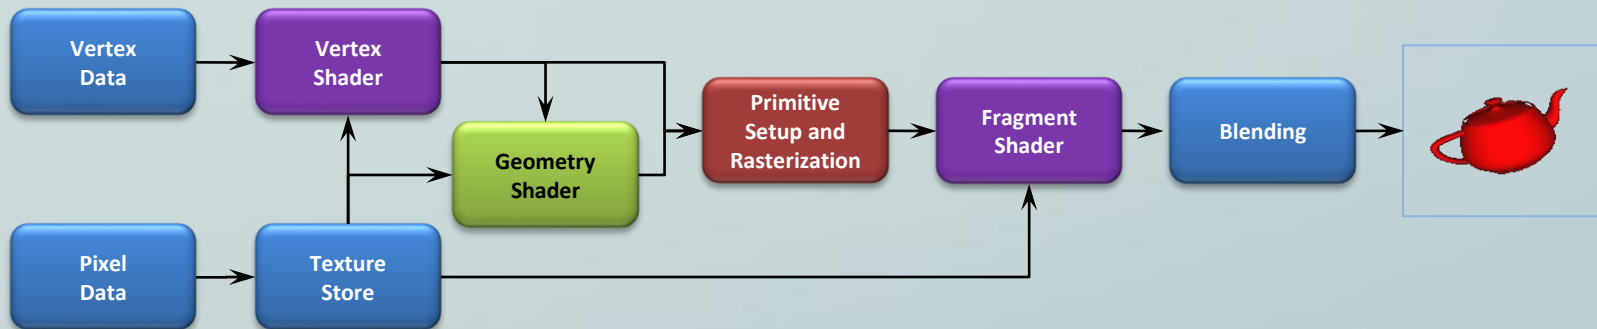 Vertex
Data
Vertex
Shader
Geometry
Shader
Primitive
Setup and
Rasterization
Fragment
Shader
Blending
Pixel
Data
Texture
Store